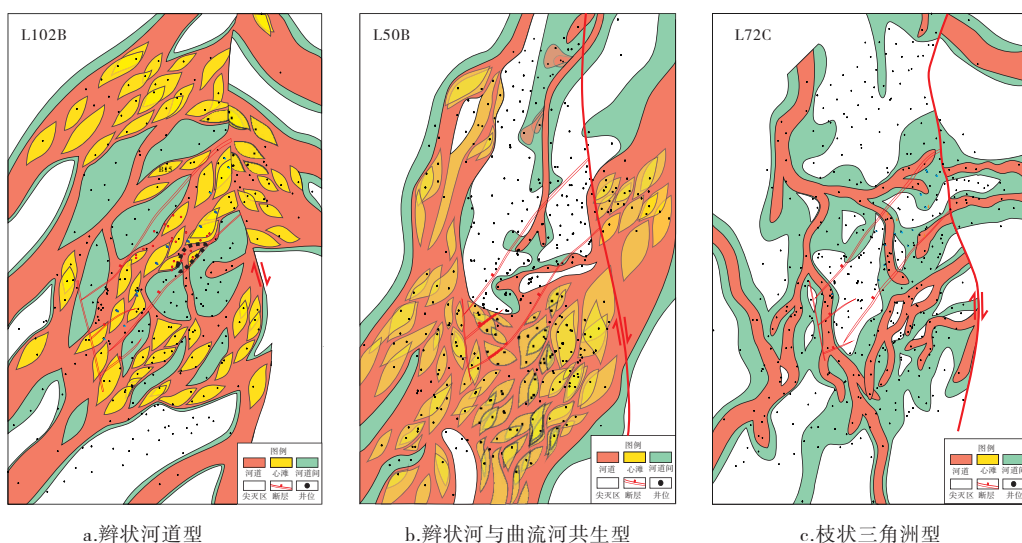 L102B
图例
河道 心滩 河道间
尖灭区 断层 井位
a.辫状河道型
L50B
图例
河道 心滩 河道间
尖灭区 断层 井位
b.辫状河与曲流河共生型
L72C
图例
河道 心滩 河道间
尖灭区 断层 井位
c.枝状三角洲型